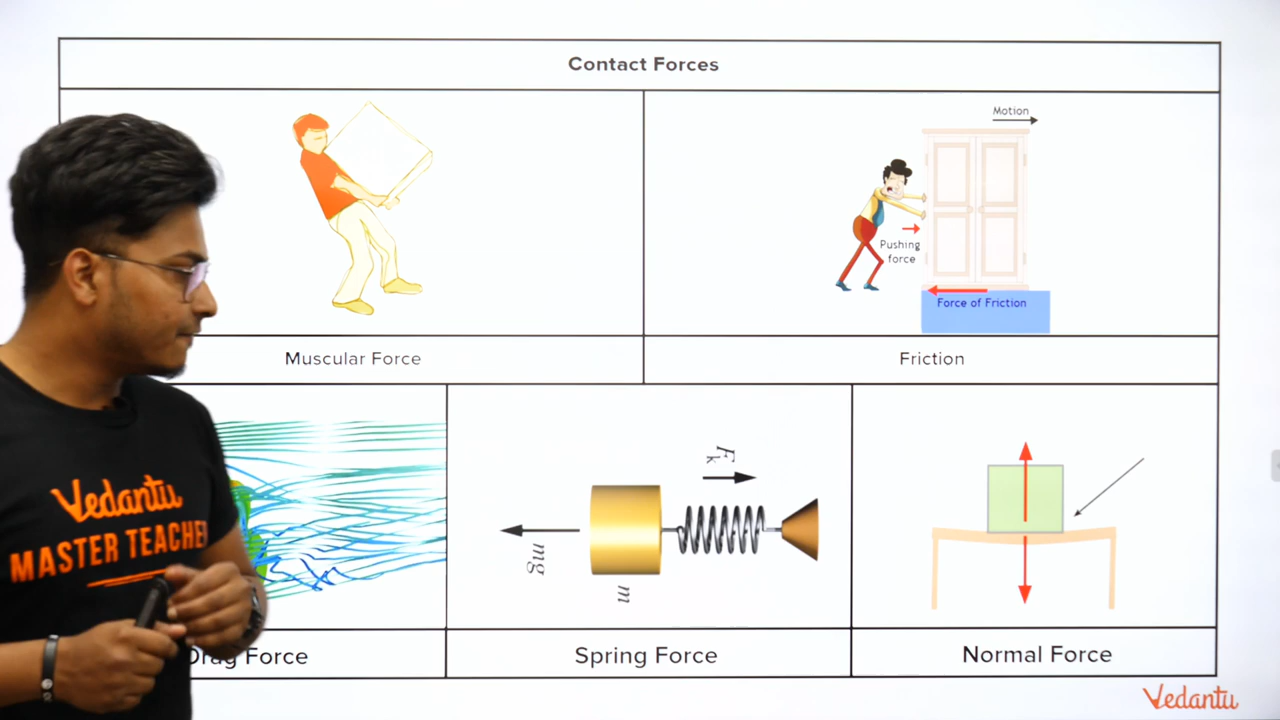 Contact Forces
Motion
Pushing
force
Force of Friction
Muscular Force
Friction
Vedantu
MASTER TEACHER
Fk
mg
m
Drag Force
Spring Force
Normal Force
Vedantu